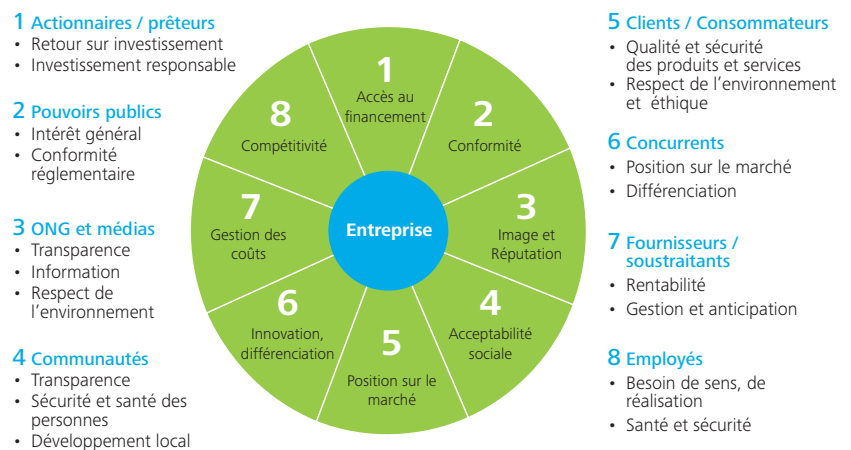 1 Actionnaires / prêteurs
• Retour sur investissement
• Investissement responsable
2 Pouvoirs publics
• Intérêt général
• Conformité
réglementaire
3 ONG et médias
• Transparence
• Information
• Respect de
l’environnement
4 Communautés
• Transparence
• Sécurité et santé des
personnes
• Développement local
1
Accès au
financement
2
Conformité
3
Image et
Réputation
4
Acceptabilité
sociale
5
Position sur le
marché
6
Innovation,
différenciation
7
Gestion des
coûts
8
Compétitivité
Entreprise
5 Clients / Consommateurs
• Qualité et sécurité
des produits et services
• Respect de l’environnement
et éthique
6 Concurrents
• Position sur le marché
• Différenciation
7 Fournisseurs /
soustraitants
• Rentabilité
• Gestion et anticipation
8 Employés
• Besoin de sens, de
réalisation
• Santé et sécurité